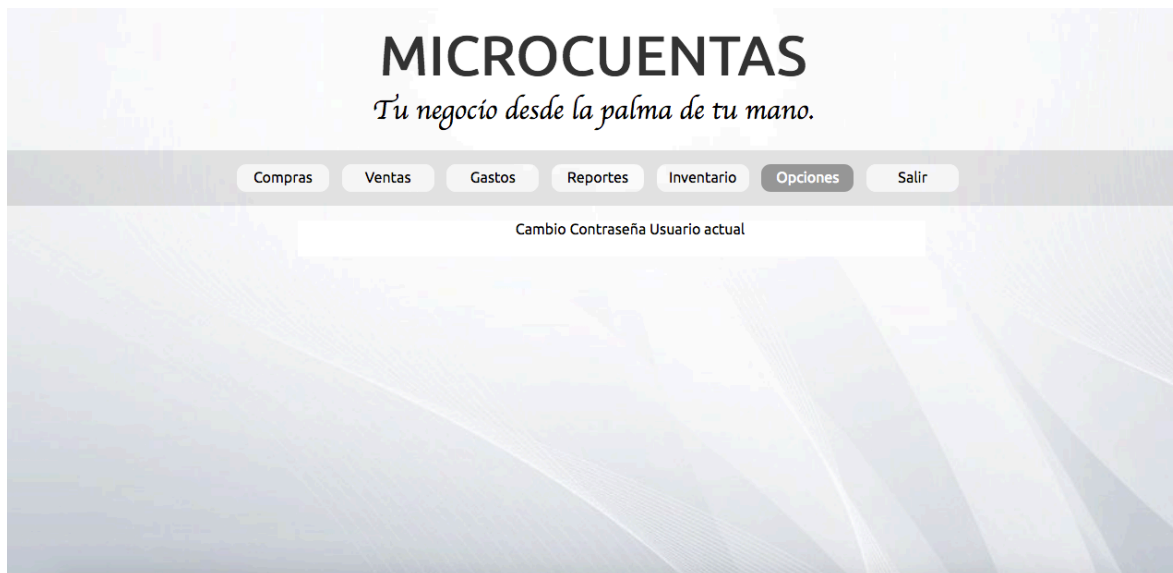 MICROCUENTAS
Tu negocio desde la palma de tu mano.
Compras Ventas Gastos Reportes Inventario Opciones Salir
Cambio Contraseña Usuario actual